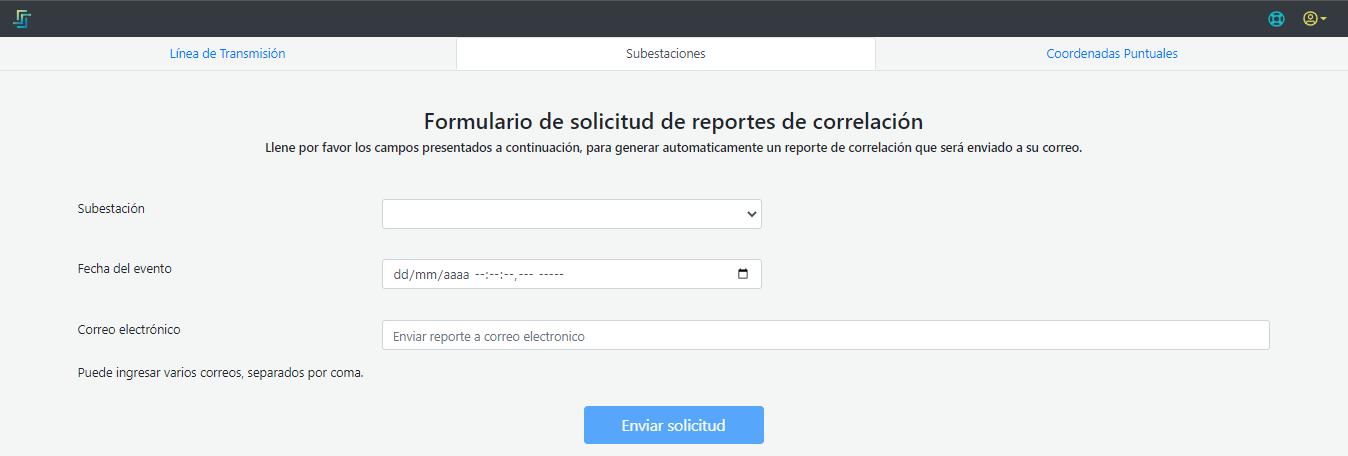 Línea de Transmisión
Subestaciones
Coordenadas Puntuales
Formulario de solicitud de reportes de correlación
Llene por favor los campos presentados a continuación, para generar automaticamente un reporte de correlación que será enviado a su correo.
Subestación
Fecha del evento
dd/mm/aaaa --:--:--,--- -----
Correo electrónico
Enviar reporte a correo electronico
Puede ingresar varios correos, separados por coma.
Enviar solicitud